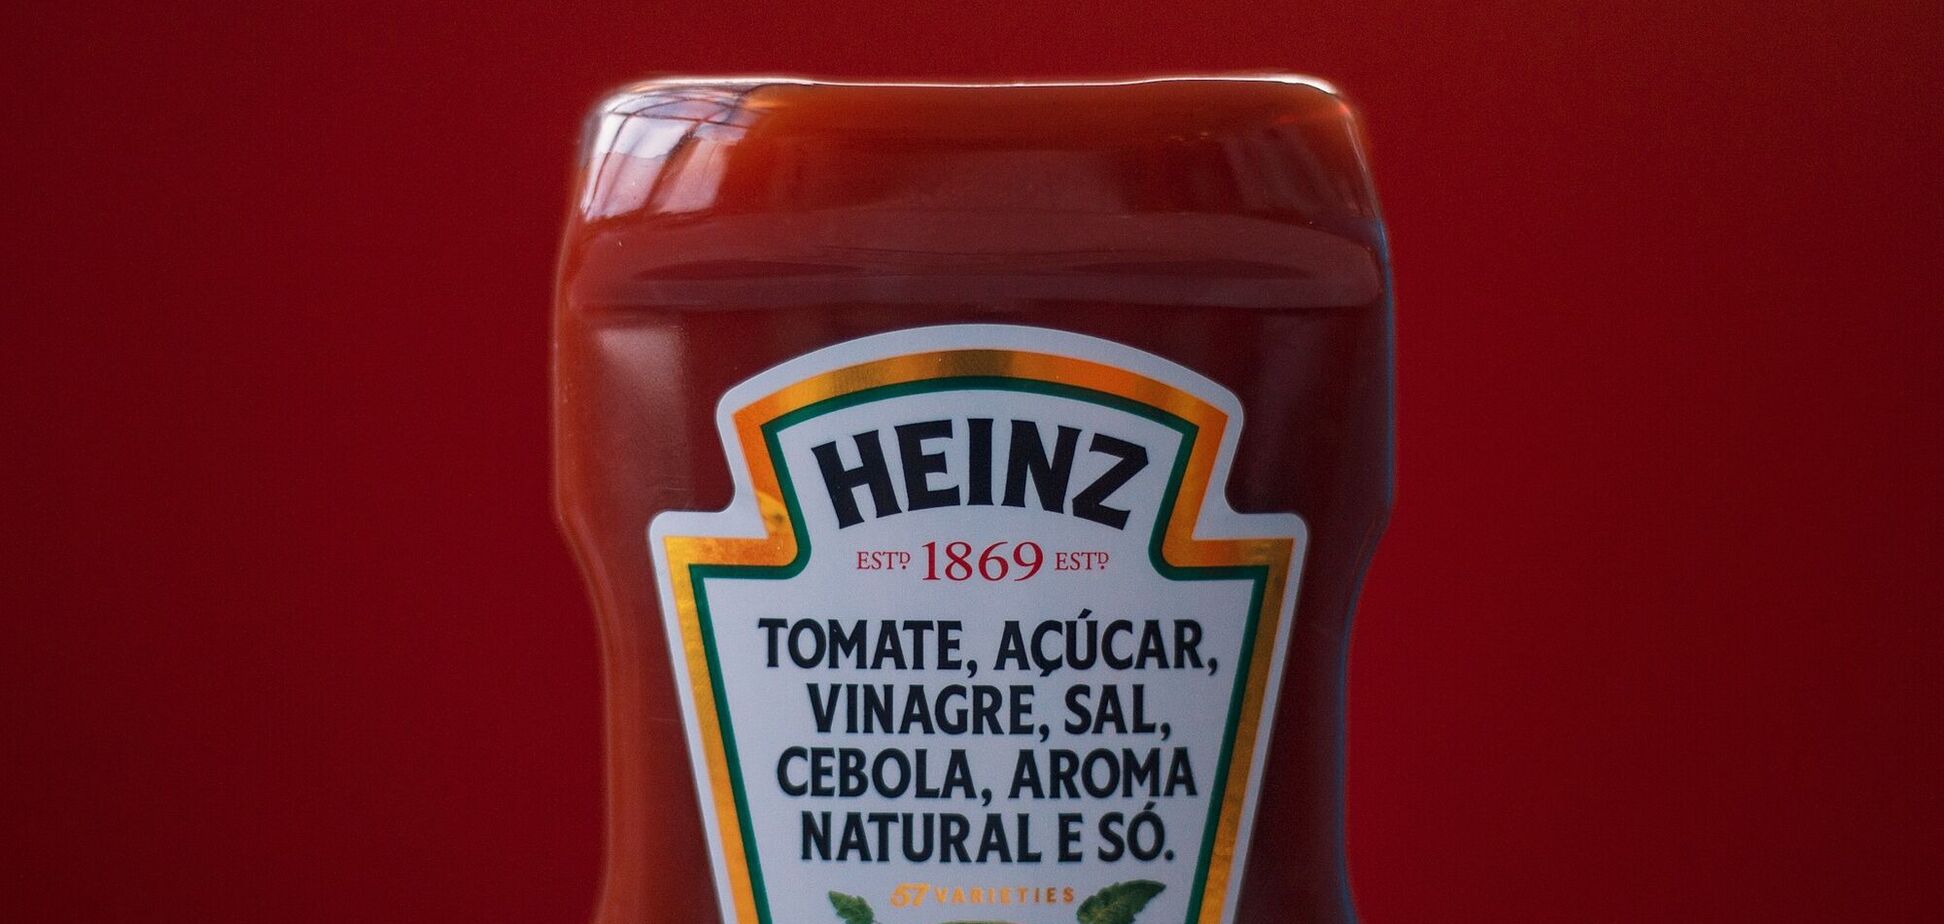 HEINZ
ESTD 1869 ESTD
TOMATE, AÇÚCAR,
VINAGRE, SAL,
CEBOLA, AROMA
NATURAL E SÓ.
57 VARIETIES